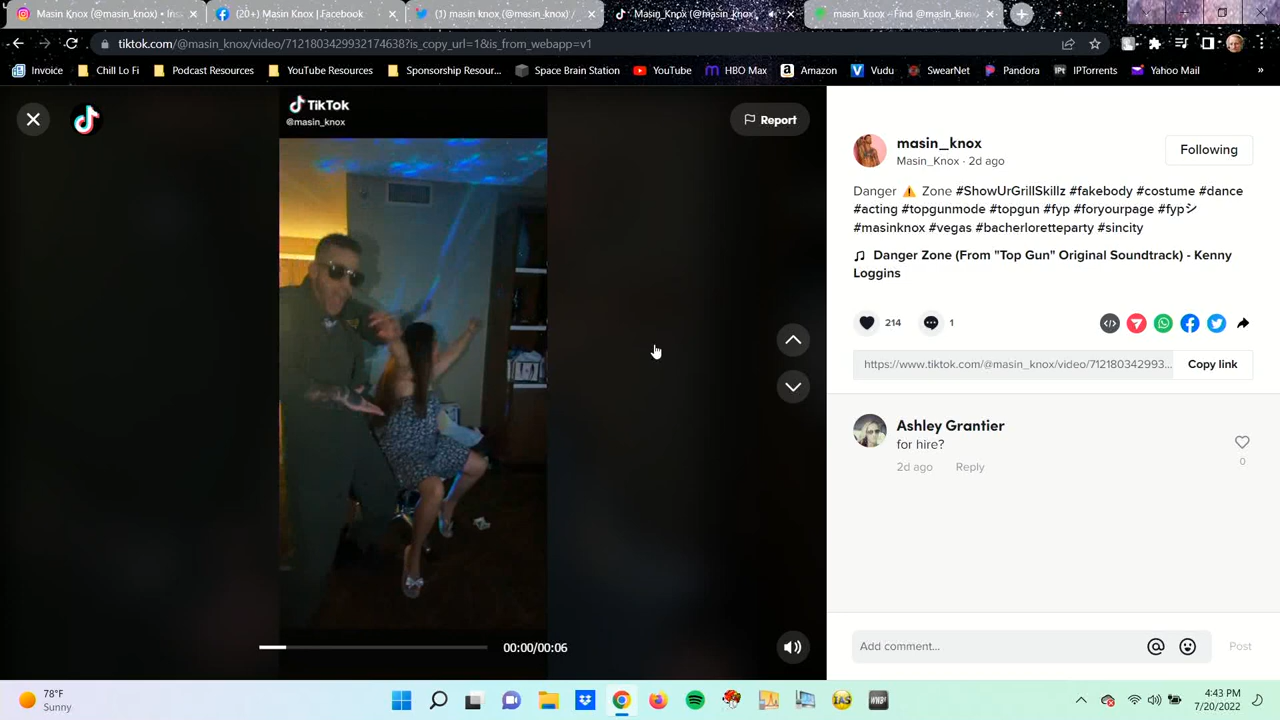 Masin Knox (@masin_knox) • Ins
(20+) Masin Knox | Facebook
(1) masin knox (@masin_knox) /
Masin_Knox (@masin_knox)
masin_knox - Find @masin_kno
tiktok.com/@masin_knox/video/7121803429932174638?is_copy_url=1&is_from_webapp=v1
Invoice Chill Lo Fi Podcast Resources YouTube Resources Sponsorship Resour... Space Brain Station YouTube HBO Max Amazon Vudu SwearNet Pandora IPTorrents Yahoo Mail »
TikTok
@masin_knox
Report
00:00/00:06
masin_knox
Masin_Knox · 2d ago
Following
Danger ⚠️ Zone #ShowUrGrillSkillz #fakebody #costume #dance
#acting #topgunmode #topgun #fyp #foryourpage #fypシ
#masinknox #vegas #bacherloretteparty #sincity
♫ Danger Zone (From "Top Gun" Original Soundtrack) - Kenny
Loggins
214 1
https://www.tiktok.com/@masin_knox/video/71218034299​3... Copy link
Ashley Grantier
for hire?
2d ago Reply
0
Add comment... Post
78°F
Sunny
4:43 PM
7/20/2022